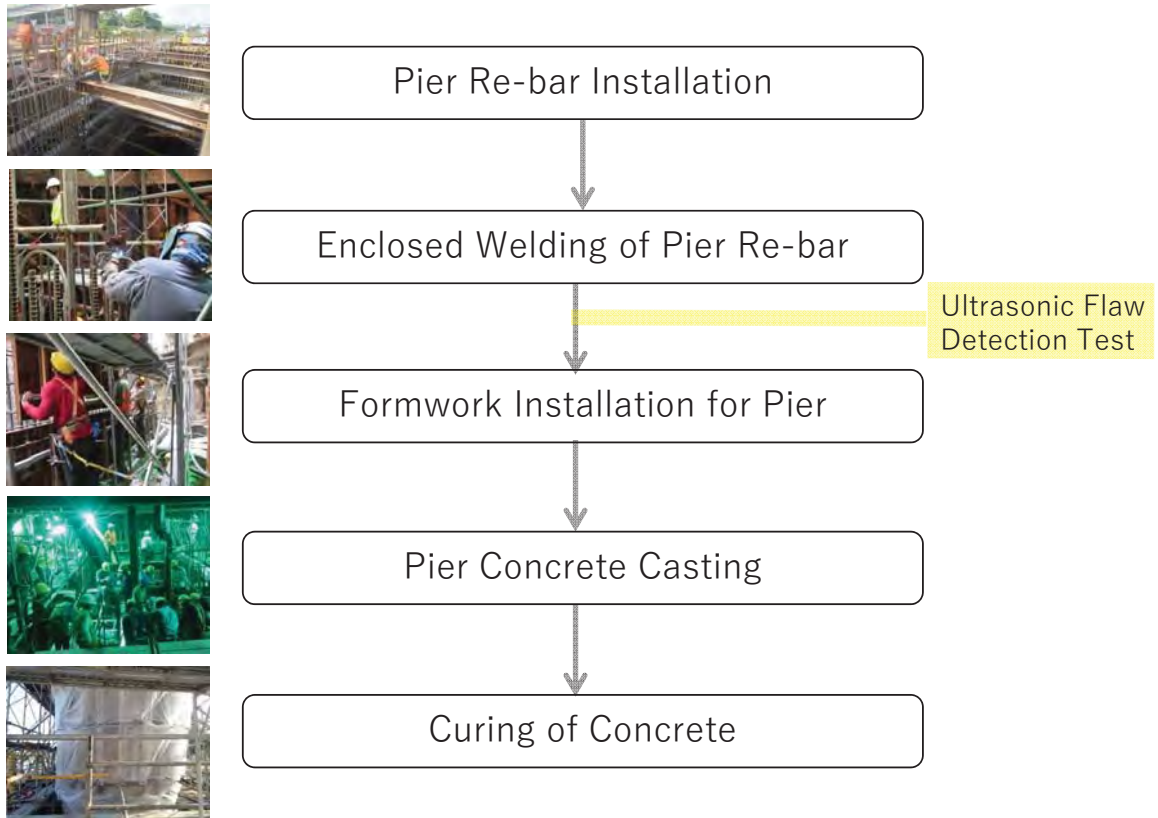 Pier Re-bar Installation
Enclosed Welding of Pier Re-bar
Ultrasonic Flaw
Detection Test
Formwork Installation for Pier
Pier Concrete Casting
Curing of Concrete